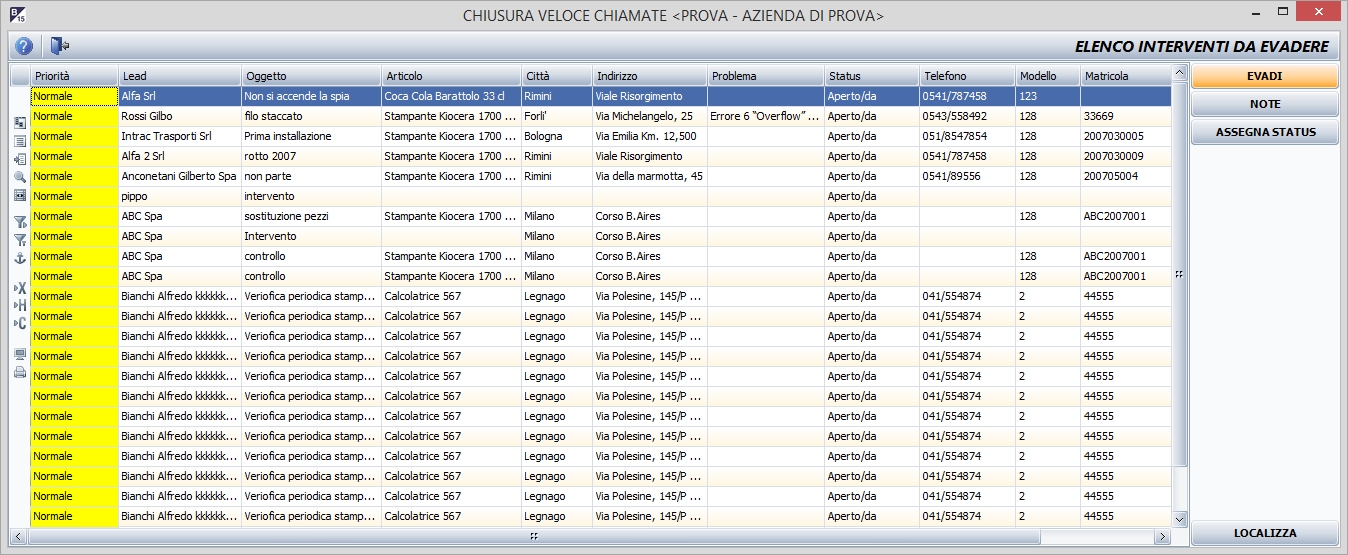 B 15 CHIUSURA VELOCE CHIAMATE <PROVA - AZIENDA DI PROVA>
ELENCO INTERVENTI DA EVADERE
Priorità Lead Oggetto Articolo Città Indirizzo Problema Status Telefono Modello Matricola
Normale Alfa Srl Non si accende la spia Coca Cola Barattolo 33 cl Rimini Viale Risorgimento Aperto/da 0541/787458 123
Normale Rossi Gilbo filo staccato Stampante Kiocera 1700 ... Forli' Via Michelangelo, 25 Errore 6 "Overflow" ... Aperto/da 0543/558492 128 33669
Normale Intrac Trasporti Srl Prima installazione Stampante Kiocera 1700 ... Bologna Via Emilia Km. 12,500 Aperto/da 051/8547854 128 2007030005
Normale Alfa 2 Srl rotto 2007 Stampante Kiocera 1700 ... Rimini Viale Risorgimento Aperto/da 0541/787458 128 2007030009
Normale Anconetani Gilberto Spa non parte Stampante Kiocera 1700 ... Rimini Via della marmotta, 45 Aperto/da 0541/89556 128 200705004
Normale pippo intervento Aperto/da
Normale ABC Spa sostituzione pezzi Stampante Kiocera 1700 ... Milano Corso B.Aires Aperto/da 128 ABC2007001
Normale ABC Spa Intervento Milano Corso B.Aires Aperto/da
Normale ABC Spa controllo Stampante Kiocera 1700 ... Milano Corso B.Aires Aperto/da 128 ABC2007001
Normale ABC Spa controllo Stampante Kiocera 1700 ... Milano Corso B.Aires Aperto/da 128 ABC2007001
Normale Bianchi Alfredo kkkkkk... Veriofica periodica stamp... Calcolatrice 567 Legnago Via Polesine, 145/P ... Aperto/da 041/554874 2 44555
Normale Bianchi Alfredo kkkkkk... Veriofica periodica stamp... Calcolatrice 567 Legnago Via Polesine, 145/P ... Aperto/da 041/554874 2 44555
Normale Bianchi Alfredo kkkkkk... Veriofica periodica stamp... Calcolatrice 567 Legnago Via Polesine, 145/P ... Aperto/da 041/554874 2 44555
Normale Bianchi Alfredo kkkkkk... Veriofica periodica stamp... Calcolatrice 567 Legnago Via Polesine, 145/P ... Aperto/da 041/554874 2 44555
Normale Bianchi Alfredo kkkkkk... Veriofica periodica stamp... Calcolatrice 567 Legnago Via Polesine, 145/P ... Aperto/da 041/554874 2 44555
Normale Bianchi Alfredo kkkkkk... Veriofica periodica stamp... Calcolatrice 567 Legnago Via Polesine, 145/P ... Aperto/da 041/554874 2 44555
Normale Bianchi Alfredo kkkkkk... Veriofica periodica stamp... Calcolatrice 567 Legnago Via Polesine, 145/P ... Aperto/da 041/554874 2 44555
Normale Bianchi Alfredo kkkkkk... Veriofica periodica stamp... Calcolatrice 567 Legnago Via Polesine, 145/P ... Aperto/da 041/554874 2 44555
Normale Bianchi Alfredo kkkkkk... Veriofica periodica stamp... Calcolatrice 567 Legnago Via Polesine, 145/P ... Aperto/da 041/554874 2 44555
Normale Bianchi Alfredo kkkkkk... Veriofica periodica stamp... Calcolatrice 567 Legnago Via Polesine, 145/P ... Aperto/da 041/554874 2 44555
Normale Bianchi Alfredo kkkkkk... Veriofica periodica stamp... Calcolatrice 567 Legnago Via Polesine, 145/P ... Aperto/da 041/554874 2 44555
Normale Bianchi Alfredo kkkkkk... Veriofica periodica stamp... Calcolatrice 567 Legnago Via Polesine, 145/P ... Aperto/da 041/554874 2 44555
X
H
C
EVADI
NOTE
ASSEGNA STATUS
LOCALIZZA